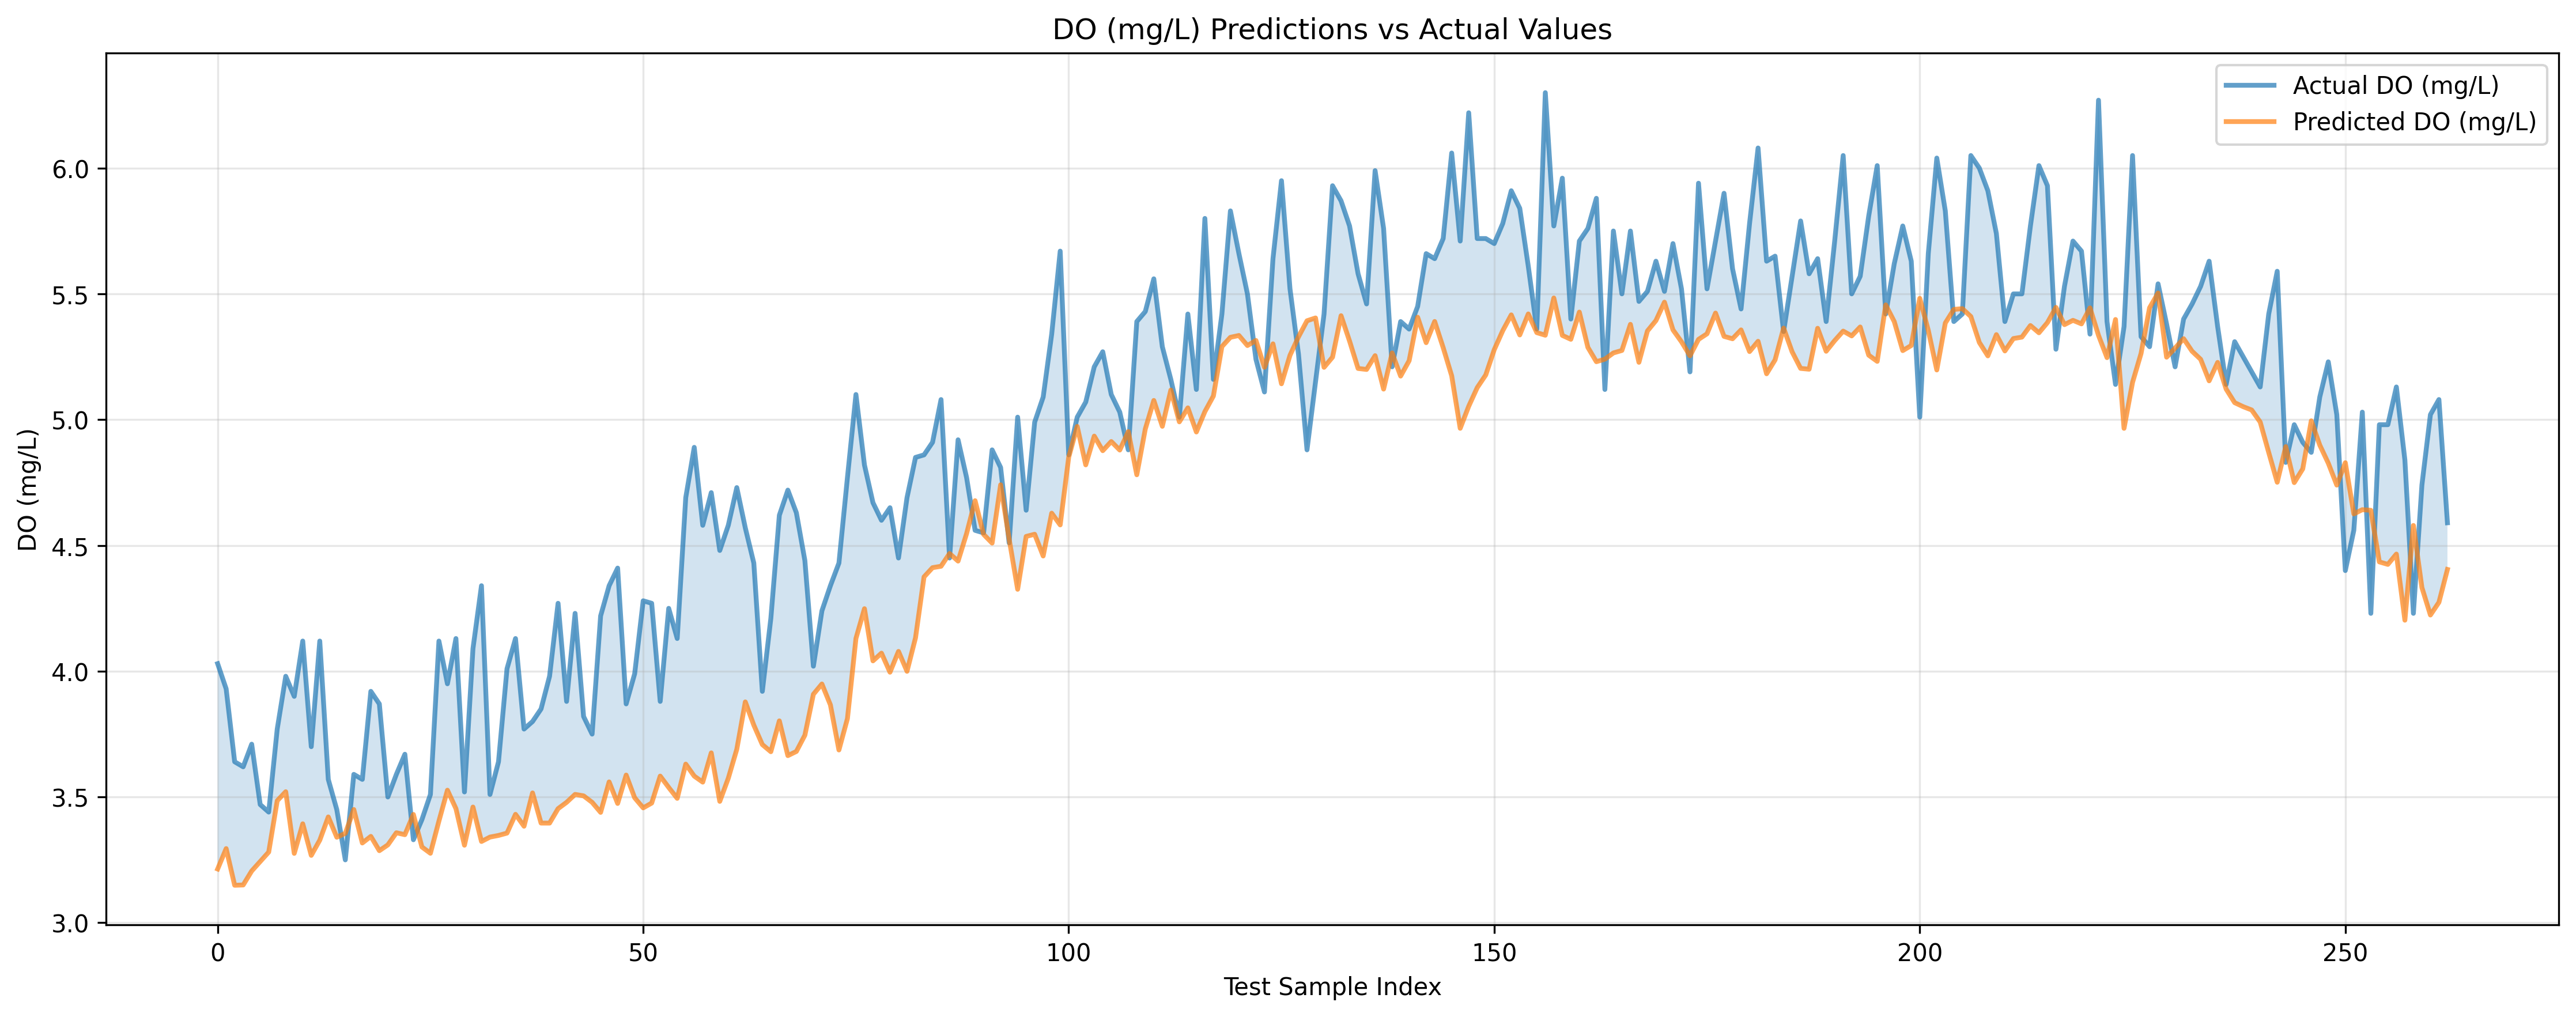 DO (mg/L) Predictions vs Actual Values
Actual DO (mg/L)
Predicted DO (mg/L)
DO (mg/L)
6.0
5.5
5.0
4.5
4.0
3.5
3.0
0 50 100 150 200 250
Test Sample Index